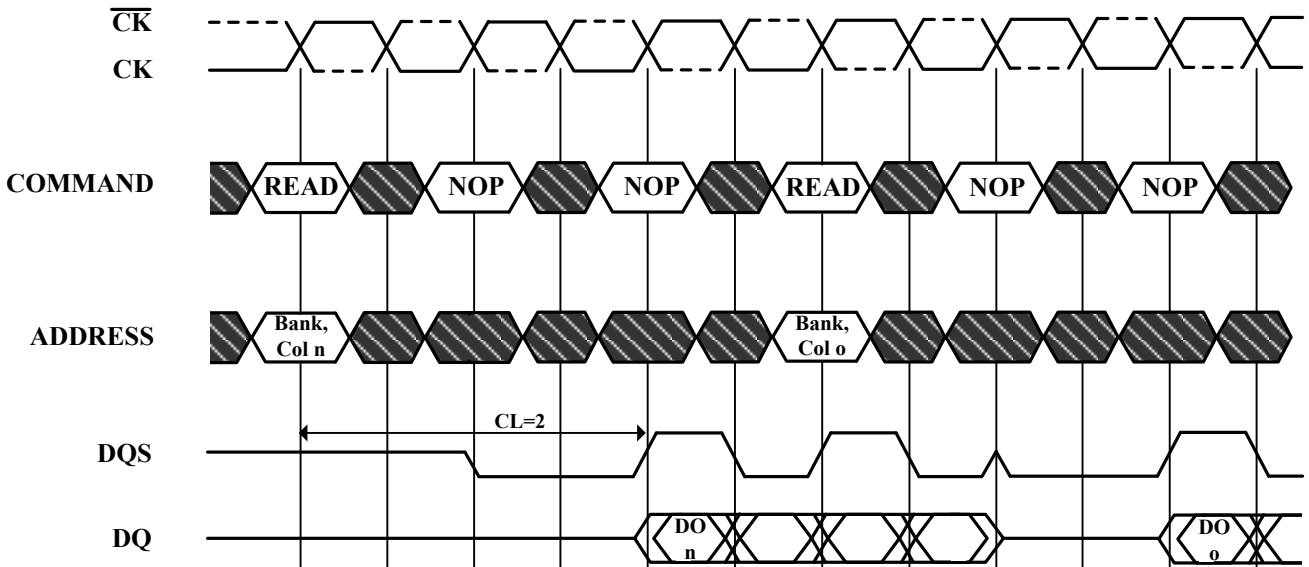 CK
CK
COMMAND READ NOP NOP READ NOP NOP
ADDRESS Bank, Col n Bank, Col o
CL=2
DQS
DQ DO n DO o